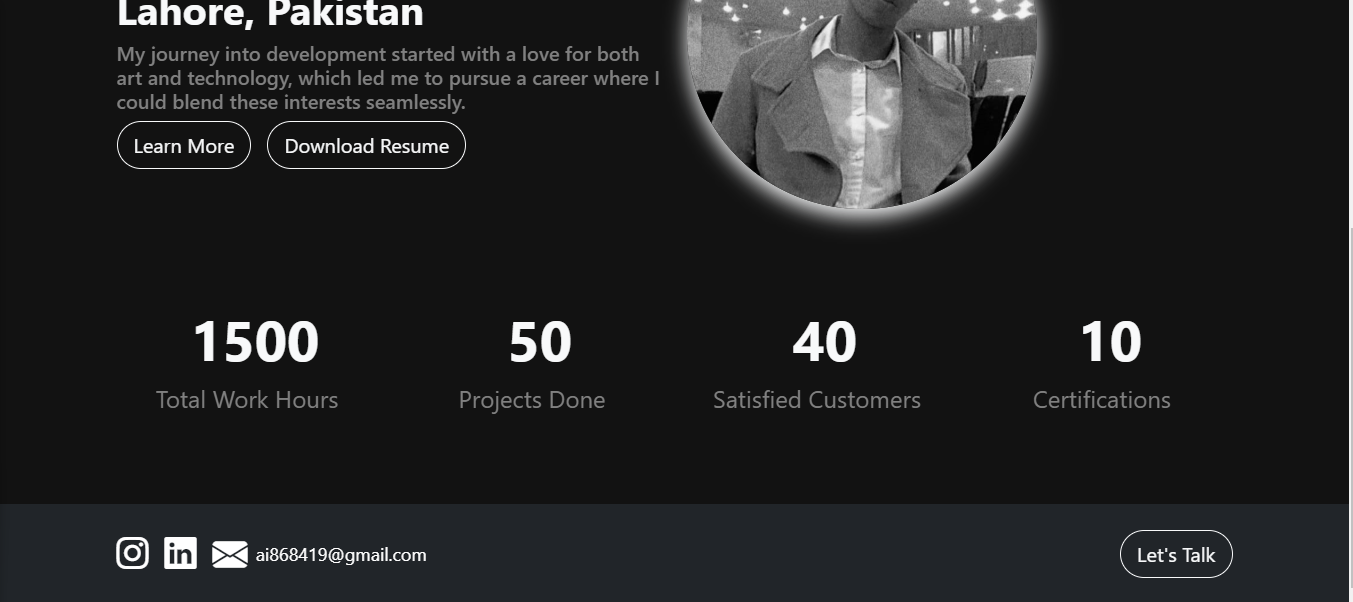 Lahore, Pakistan
My journey into development started with a love for both
art and technology, which led me to pursue a career where I
could blend these interests seamlessly.
Learn More
Download Resume
1500
50
40
10
Total Work Hours
Projects Done
Satisfied Customers
Certifications
in
ai868419@gmail.com
Let's Talk